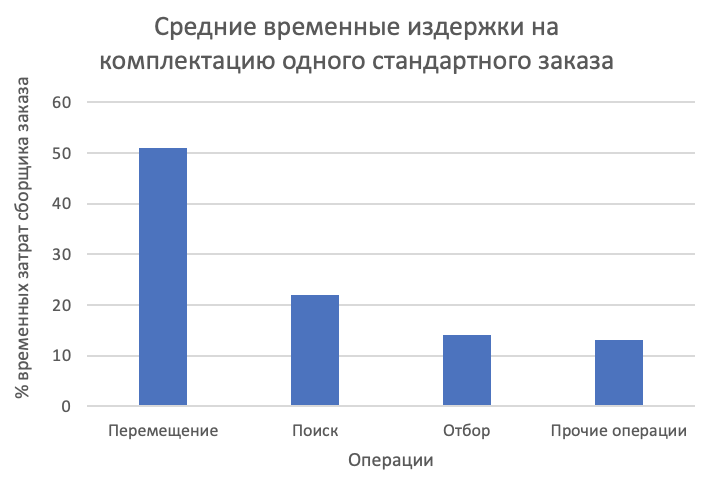 Средние временные издержки на
комплектацию одного стандартного заказа
% временных затрат сборщика заказа
60
50
40
30
20
10
0
Перемещение Поиск Отбор Прочие операции
Операции